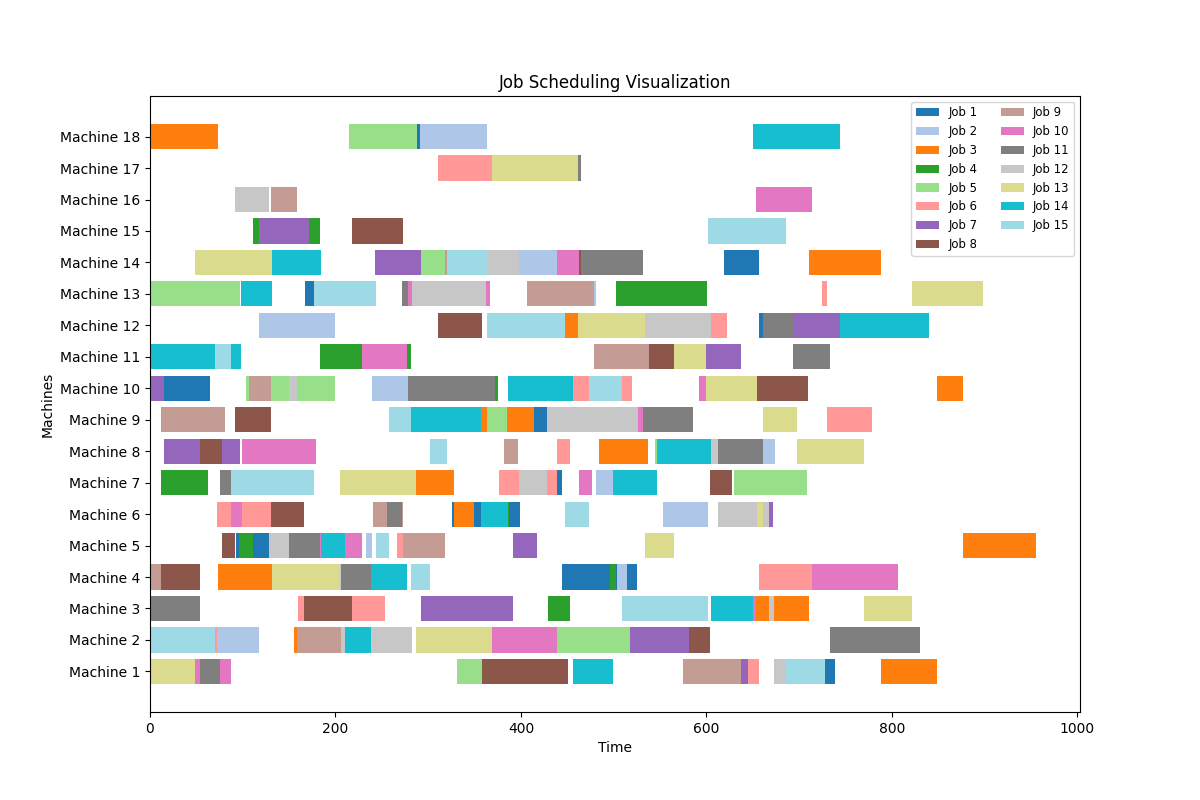 Job Scheduling Visualization
Machines
Machine 18
Machine 17
Machine 16
Machine 15
Machine 14
Machine 13
Machine 12
Machine 11
Machine 10
Machine 9
Machine 8
Machine 7
Machine 6
Machine 5
Machine 4
Machine 3
Machine 2
Machine 1
Job 1
Job 2
Job 3
Job 4
Job 5
Job 6
Job 7
Job 8
Job 9
Job 10
Job 11
Job 12
Job 13
Job 14
Job 15
0 200 400 600 800 1000
Time